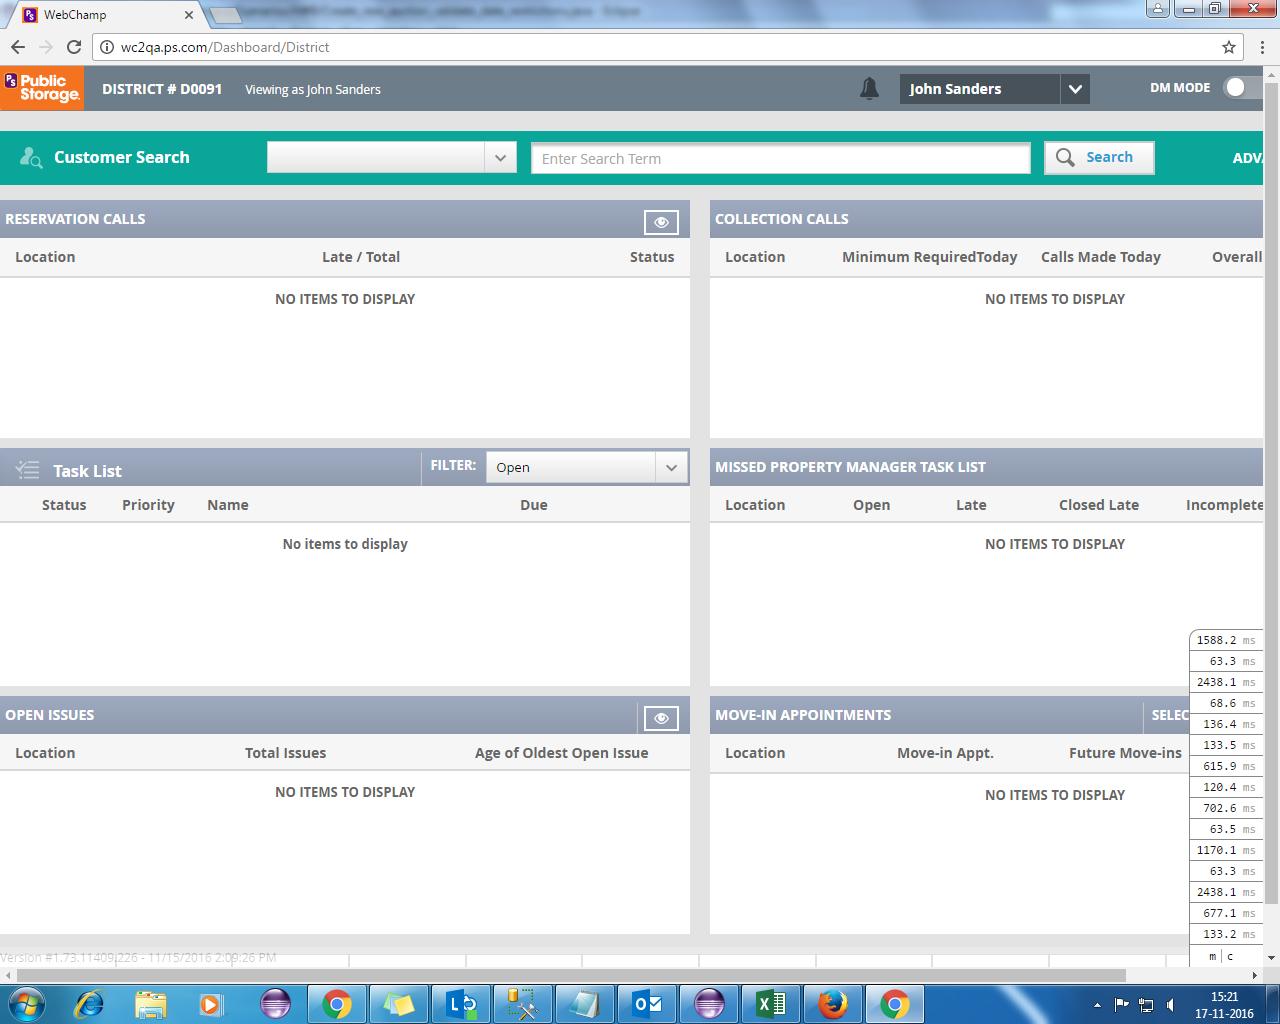 WebChamp
wc2qa.ps.com/Dashboard/District
PS Public Storage.
DISTRICT # D0091
Viewing as John Sanders
John Sanders
DM MODE
Customer Search
Enter Search Term
Search
ADV
RESERVATION CALLS
Location Late / Total Status
NO ITEMS TO DISPLAY
COLLECTION CALLS
Location Minimum RequiredToday Calls Made Today Overall
NO ITEMS TO DISPLAY
Task List
FILTER: Open
Status Priority Name Due
No items to display
MISSED PROPERTY MANAGER TASK LIST
Location Open Late Closed Late Incomplete
NO ITEMS TO DISPLAY
OPEN ISSUES
Location Total Issues Age of Oldest Open Issue
NO ITEMS TO DISPLAY
MOVE-IN APPOINTMENTS
SELEC
Location Move-in Appt. Future Move-ins
NO ITEMS TO DISPLAY
1588.2 ms
63.3 ms
2438.1 ms
68.6 ms
136.4 ms
133.5 ms
615.9 ms
120.4 ms
702.6 ms
63.5 ms
1170.1 ms
63.3 ms
2438.1 ms
677.1 ms
133.2 ms
m | c
Version #1.73.11409.226 - 11/15/2016 2:09:26 PM
15:21
17-11-2016